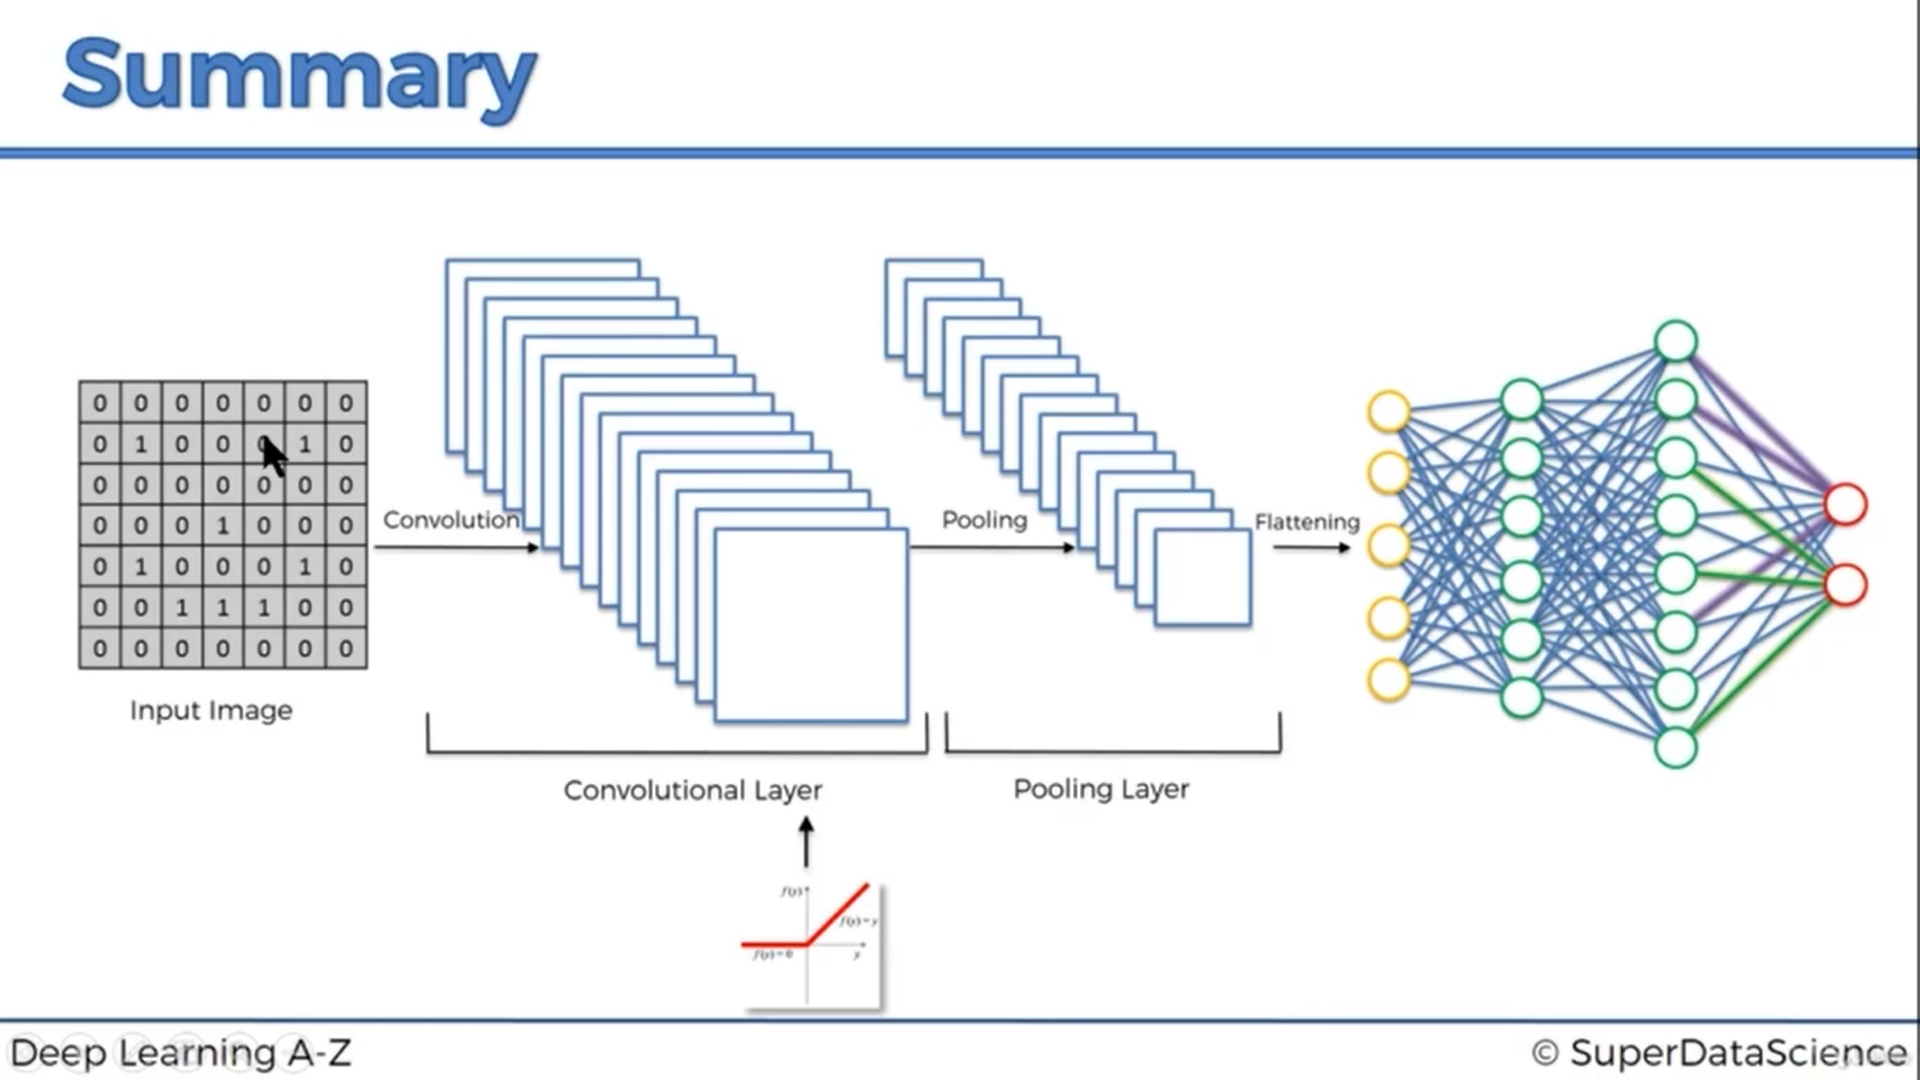 Summary
0 0 0 0 0 0 0
0 1 0 0 0 1 0
0 0 0 0 0 0 0
0 0 0 1 0 0 0
0 1 0 0 0 1 0
0 0 1 1 1 0 0
0 0 0 0 0 0 0
Input Image
Convolution
Convolutional Layer
Pooling
Pooling Layer
Flattening
f(y)
f(y)=y
f(y)=0
y
Deep Learning A-Z
© SuperDataScience